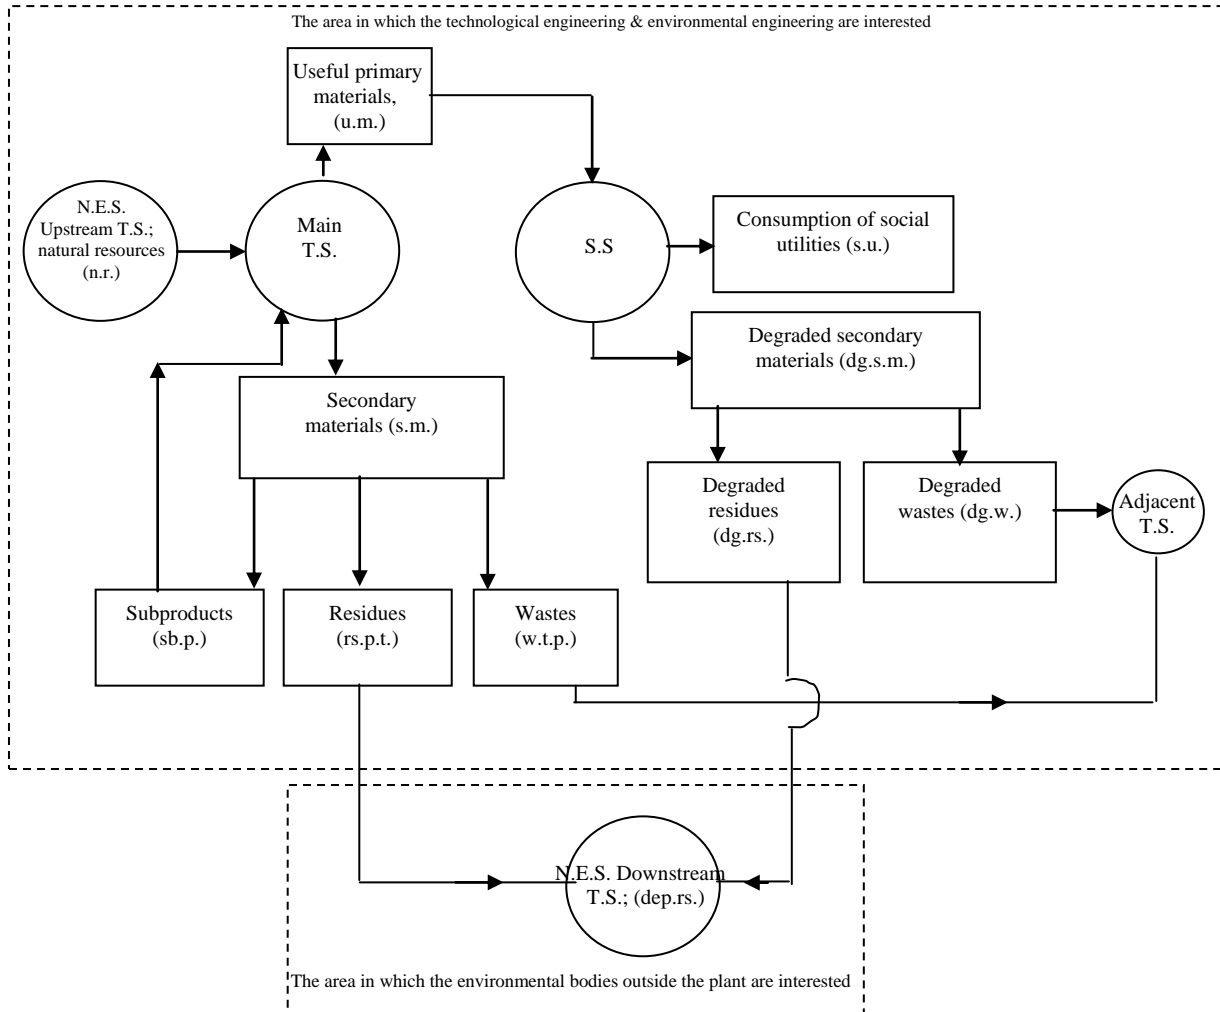 The area in which the technological engineering & environmental engineering are interested
Useful primary
materials,
(u.m.)
N.E.S.
Upstream T.S.;
natural resources
(n.r.)
Main
T.S.
S.S
Consumption of social
utilities (s.u.)
Degraded secondary
materials (dg.s.m.)
Secondary
materials (s.m.)
Degraded
residues
(dg.rs.)
Degraded
wastes (dg.w.)
Adjacent
T.S.
Subproducts
(sb.p.)
Residues
(rs.p.t.)
Wastes
(w.t.p.)
N.E.S. Downstream
T.S.; (dep.rs.)
The area in which the environmental bodies outside the plant are interested